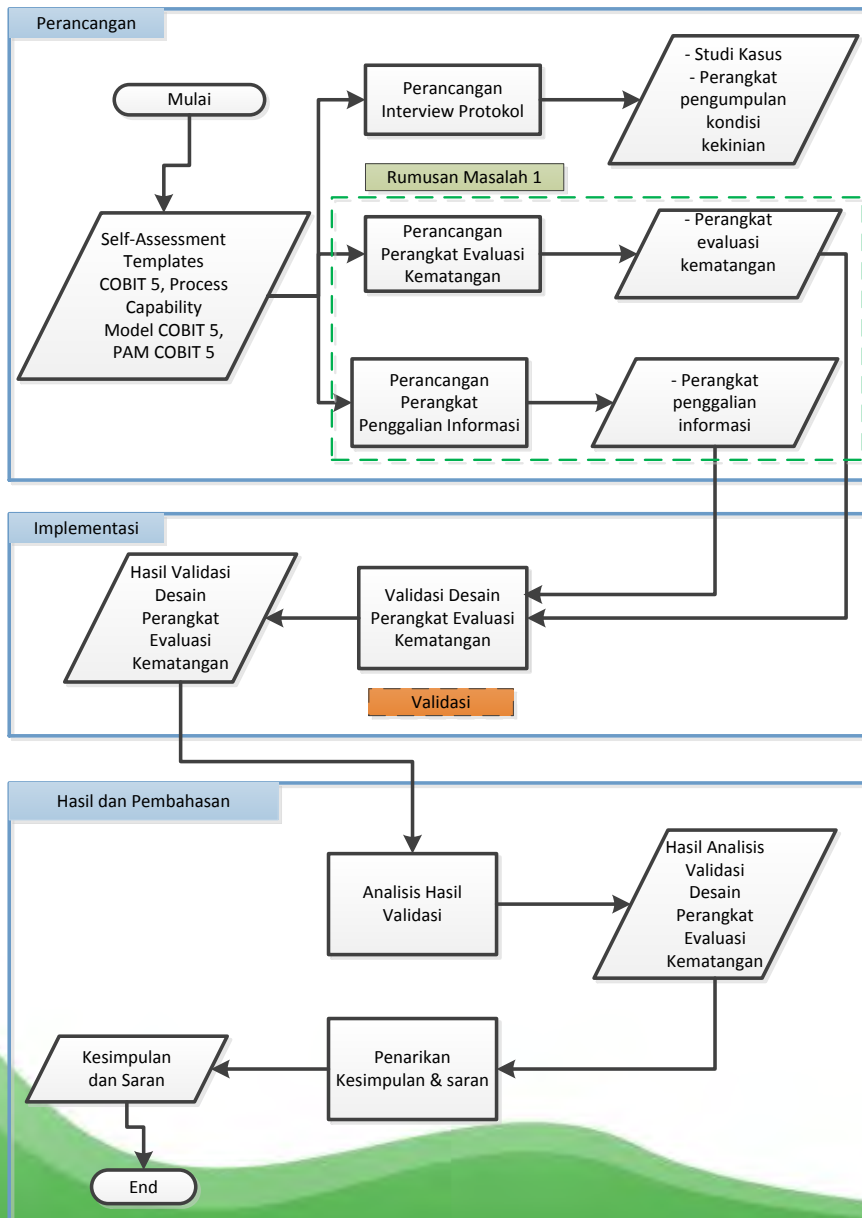 Perancangan
Mulai
Perancangan
Interview Protokol
- Studi Kasus
- Perangkat
pengumpulan
kondisi
kekinian
Rumusan Masalah 1
Self-Assessment
Templates
COBIT 5, Process
Capability
Model COBIT 5,
PAM COBIT 5
Perancangan
Perangkat Evaluasi
Kematangan
- Perangkat
evaluasi
kematangan
Perancangan
Perangkat
Penggalian Informasi
- Perangkat
penggalian
informasi
Implementasi
Hasil Validasi
Desain
Perangkat
Evaluasi
Kematangan
Validasi Desain
Perangkat Evaluasi
Kematangan
Validasi
Hasil dan Pembahasan
Analisis Hasil
Validasi
Hasil Analisis
Validasi
Desain
Perangkat
Evaluasi
Kematangan
Penarikan
Kesimpulan & saran
Kesimpulan
dan Saran
End